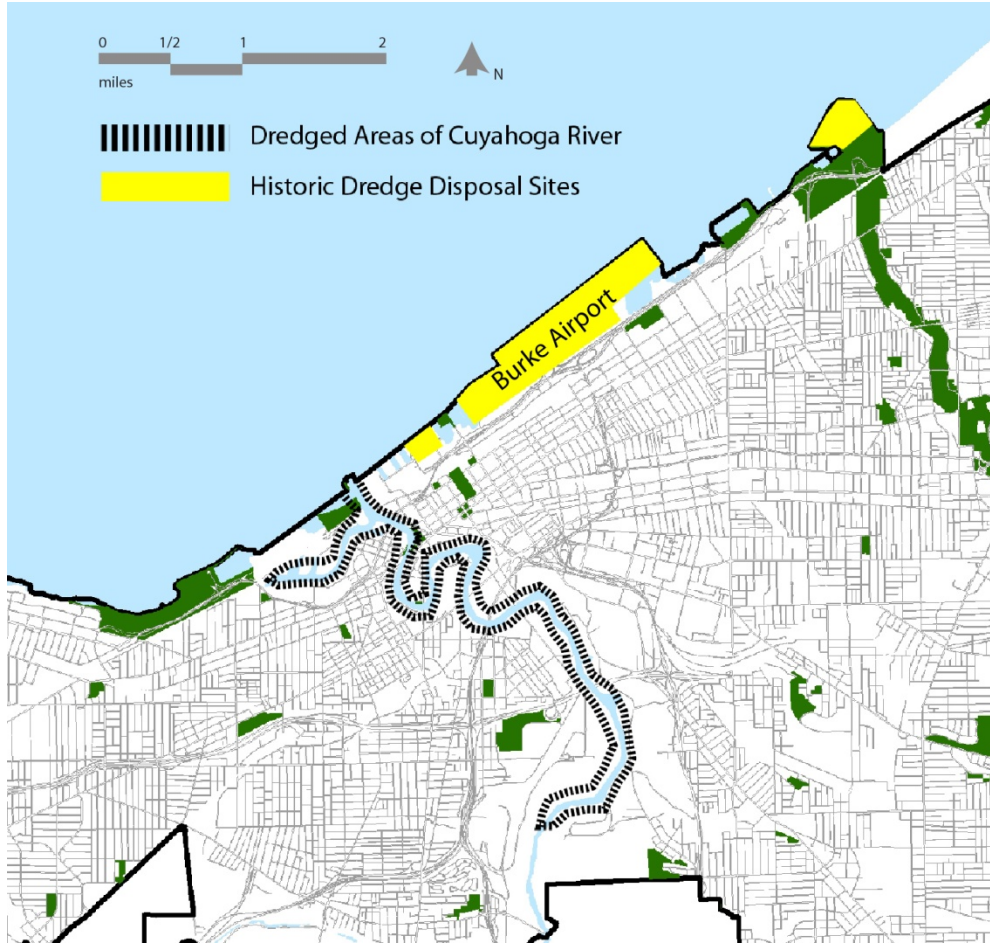 0 1/2 1 2
miles
N
Dredged Areas of Cuyahoga River
Historic Dredge Disposal Sites
Burke Airport